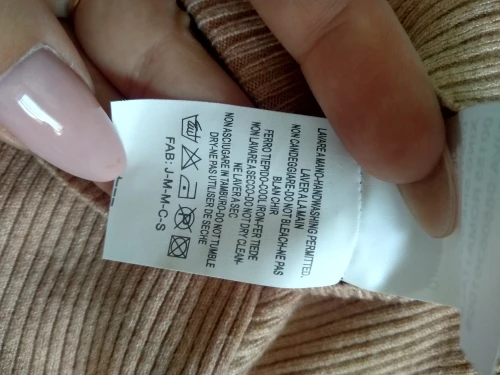 LAVARE A MANO-HANDWASHING PERMITTED.
LAVER A LA MAIN
NON CANDEGGIARE-DO NOT BLEACH-NE PAS
BLANCHIR
FERRO TIEPIDO-COOL IRON-FER TIEDE
NON LAVARE A SECCO-DO NOT DRY CLEAN-
NE LAVER A SEC
NON ASCIUGARE IN TAMBURO-DO NOT TUMBLE
DRY-NE PAS UTILISER DE SECHE
FAB: J-M-M-C-S